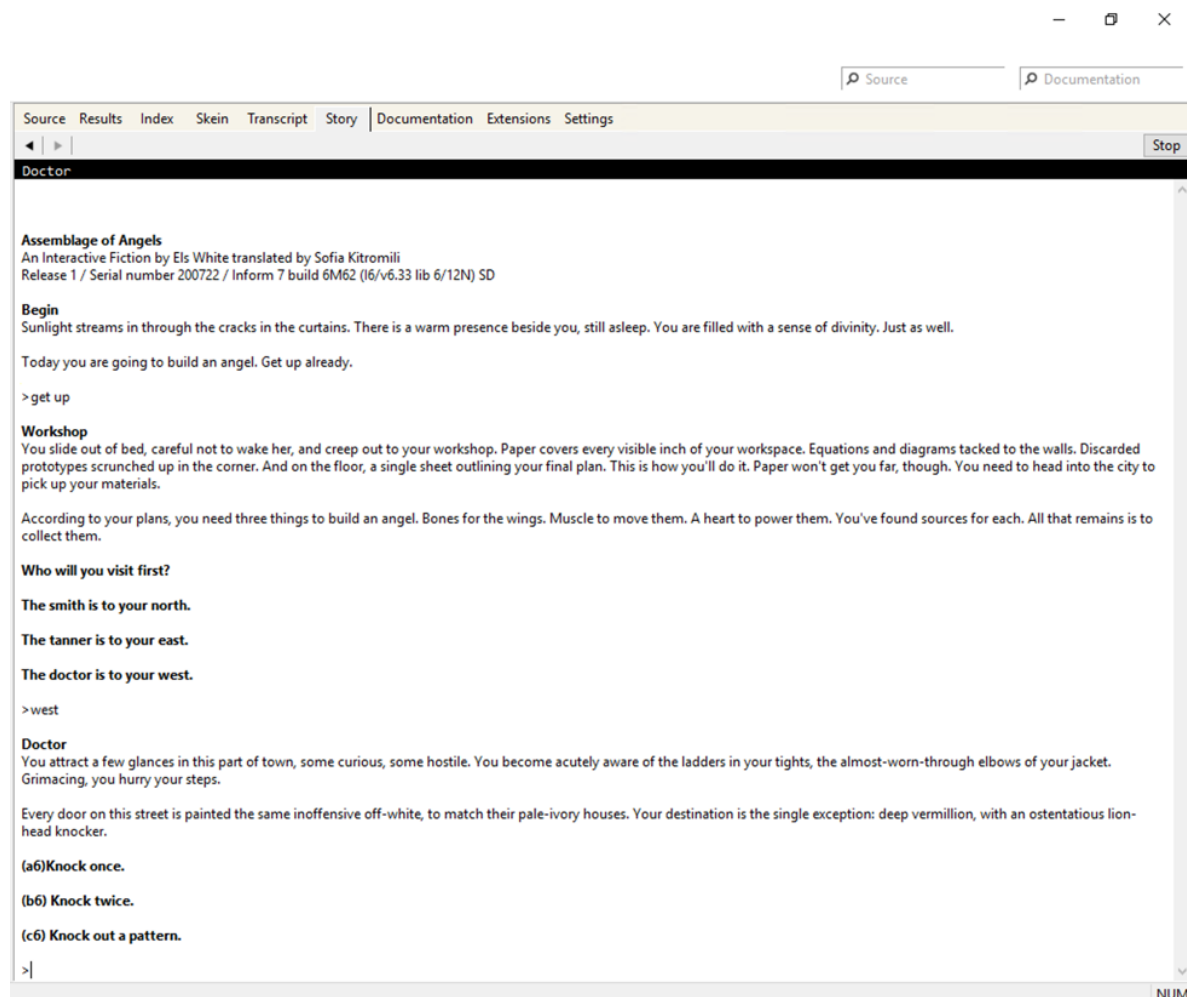 Source Documentation
Source Results Index Skein Transcript Story Documentation Extensions Settings
Stop
Doctor
Assemblage of Angels
An Interactive Fiction by Els White translated by Sofia Kitromili
Release 1 / Serial number 200722 / Inform 7 build 6M62 (I6/v6.33 lib 6/12N) SD
Begin
Sunlight streams in through the cracks in the curtains. There is a warm presence beside you, still asleep. You are filled with a sense of divinity. Just as well.
Today you are going to build an angel. Get up already.
>get up
Workshop
You slide out of bed, careful not to wake her, and creep out to your workshop. Paper covers every visible inch of your workspace. Equations and diagrams tacked to the walls. Discarded
prototypes scrunched up in the corner. And on the floor, a single sheet outlining your final plan. This is how you'll do it. Paper won't get you far, though. You need to head into the city to
pick up your materials.
According to your plans, you need three things to build an angel. Bones for the wings. Muscle to move them. A heart to power them. You've found sources for each. All that remains is to
collect them.
Who will you visit first?
The smith is to your north.
The tanner is to your east.
The doctor is to your west.
>west
Doctor
You attract a few glances in this part of town, some curious, some hostile. You become acutely aware of the ladders in your tights, the almost-worn-through elbows of your jacket.
Grimacing, you hurry your steps.
Every door on this street is painted the same inoffensive off-white, to match their pale-ivory houses. Your destination is the single exception: deep vermillion, with an ostentatious lion-
head knocker.
(a6)Knock once.
(b6) Knock twice.
(c6) Knock out a pattern.
>
NUM